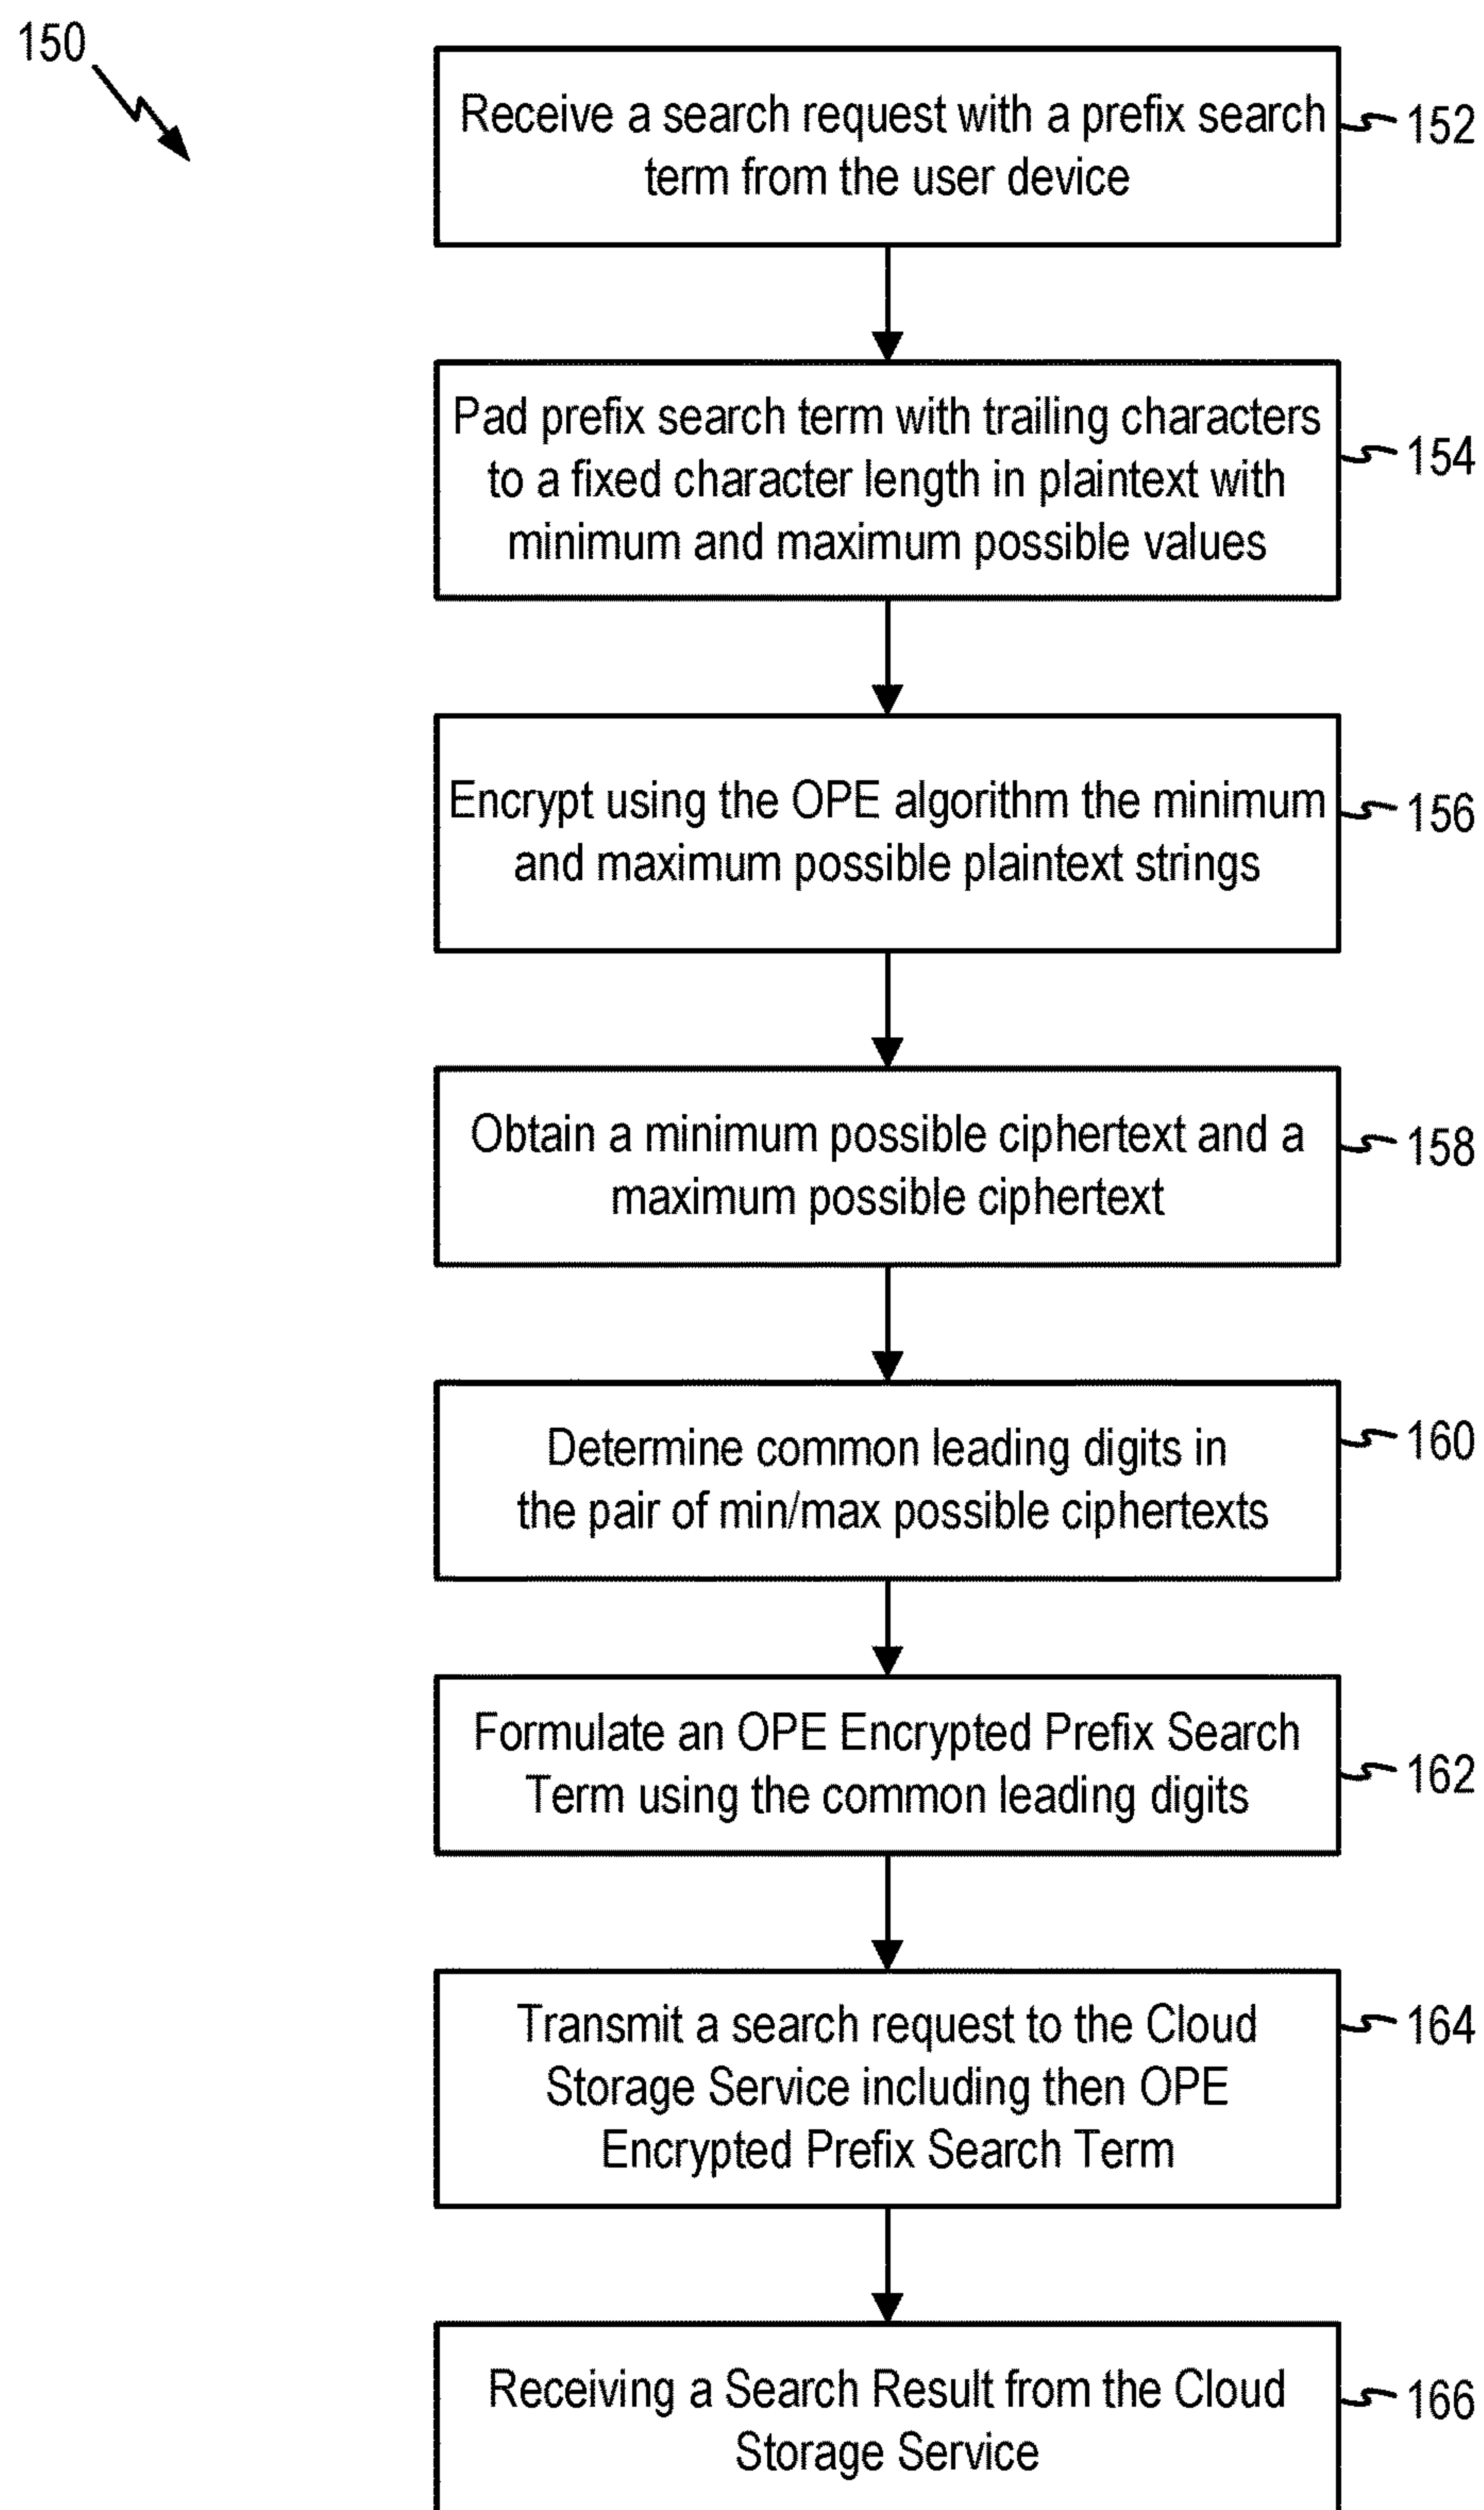 150
Receive a search request with a prefix search
term from the user device
152
Pad prefix search term with trailing characters
to a fixed character length in plaintext with
minimum and maximum possible values
154
Encrypt using the OPE algorithm the minimum
and maximum possible plaintext strings
156
Obtain a minimum possible ciphertext and a
maximum possible ciphertext
158
Determine common leading digits in
the pair of min/max possible ciphertexts
160
Formulate an OPE Encrypted Prefix Search
Term using the common leading digits
162
Transmit a search request to the Cloud
Storage Service including then OPE
Encrypted Prefix Search Term
164
Receiving a Search Result from the Cloud
Storage Service
166